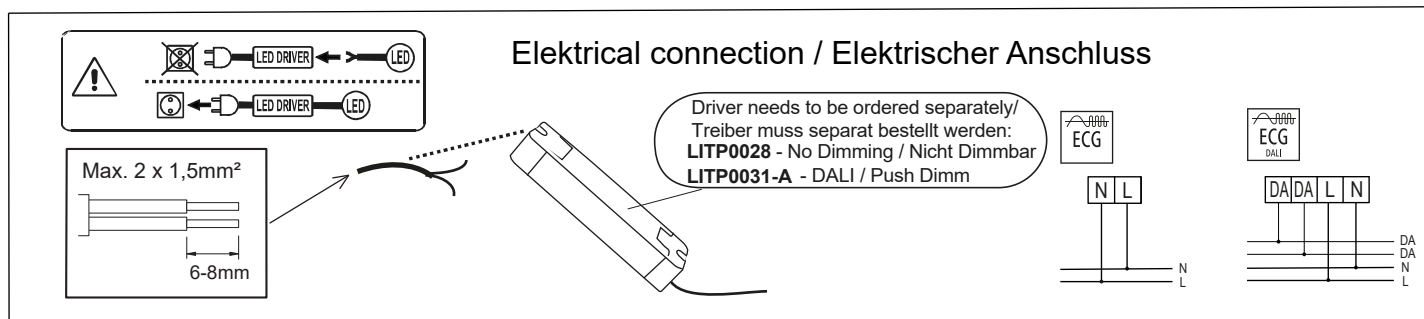 Elektrical connection / Elektrischer Anschluss
LED DRIVER LED
LED DRIVER LED
Max. 2 x 1,5mm²
6-8mm
Driver needs to be ordered separately/
Treiber muss separat bestellt werden:
LITP0028 - No Dimming / Nicht Dimmbar
LITP0031-A - DALI / Push Dimm
ECG
N L
N
L
ECG
DALI
DA DA L N
DA
DA
N
L